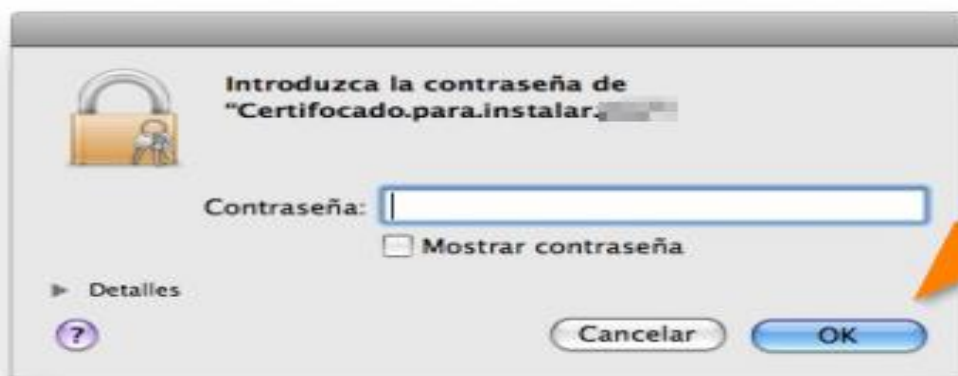 Introduzca la contraseña de
"Certifocado.para.instalar.
Contraseña:
Mostrar contraseña
Detalles
?
Cancelar
OK